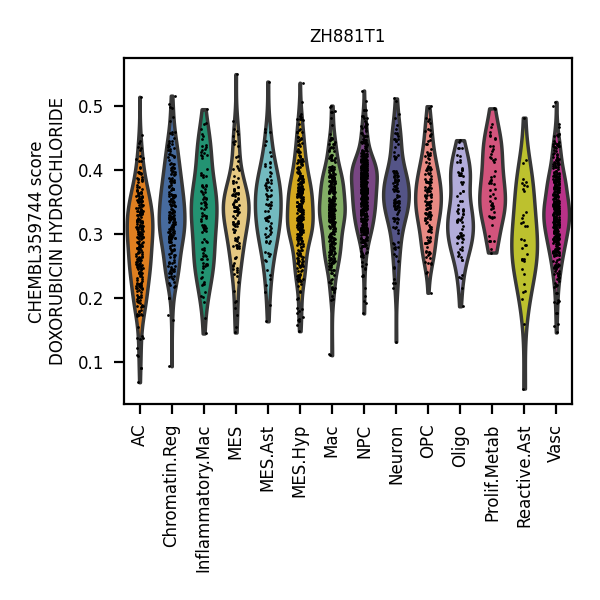 ZH881T1
CHEMBL359744 score
DOXORUBICIN HYDROCHLORIDE
0.5
0.4
0.3
0.2
0.1
AC
Chromatin.Reg
Inflammatory.Mac
MES
MES.Ast
MES.Hyp
Mac
NPC
Neuron
OPC
Oligo
Prolif.Metab
Reactive.Ast
Vasc